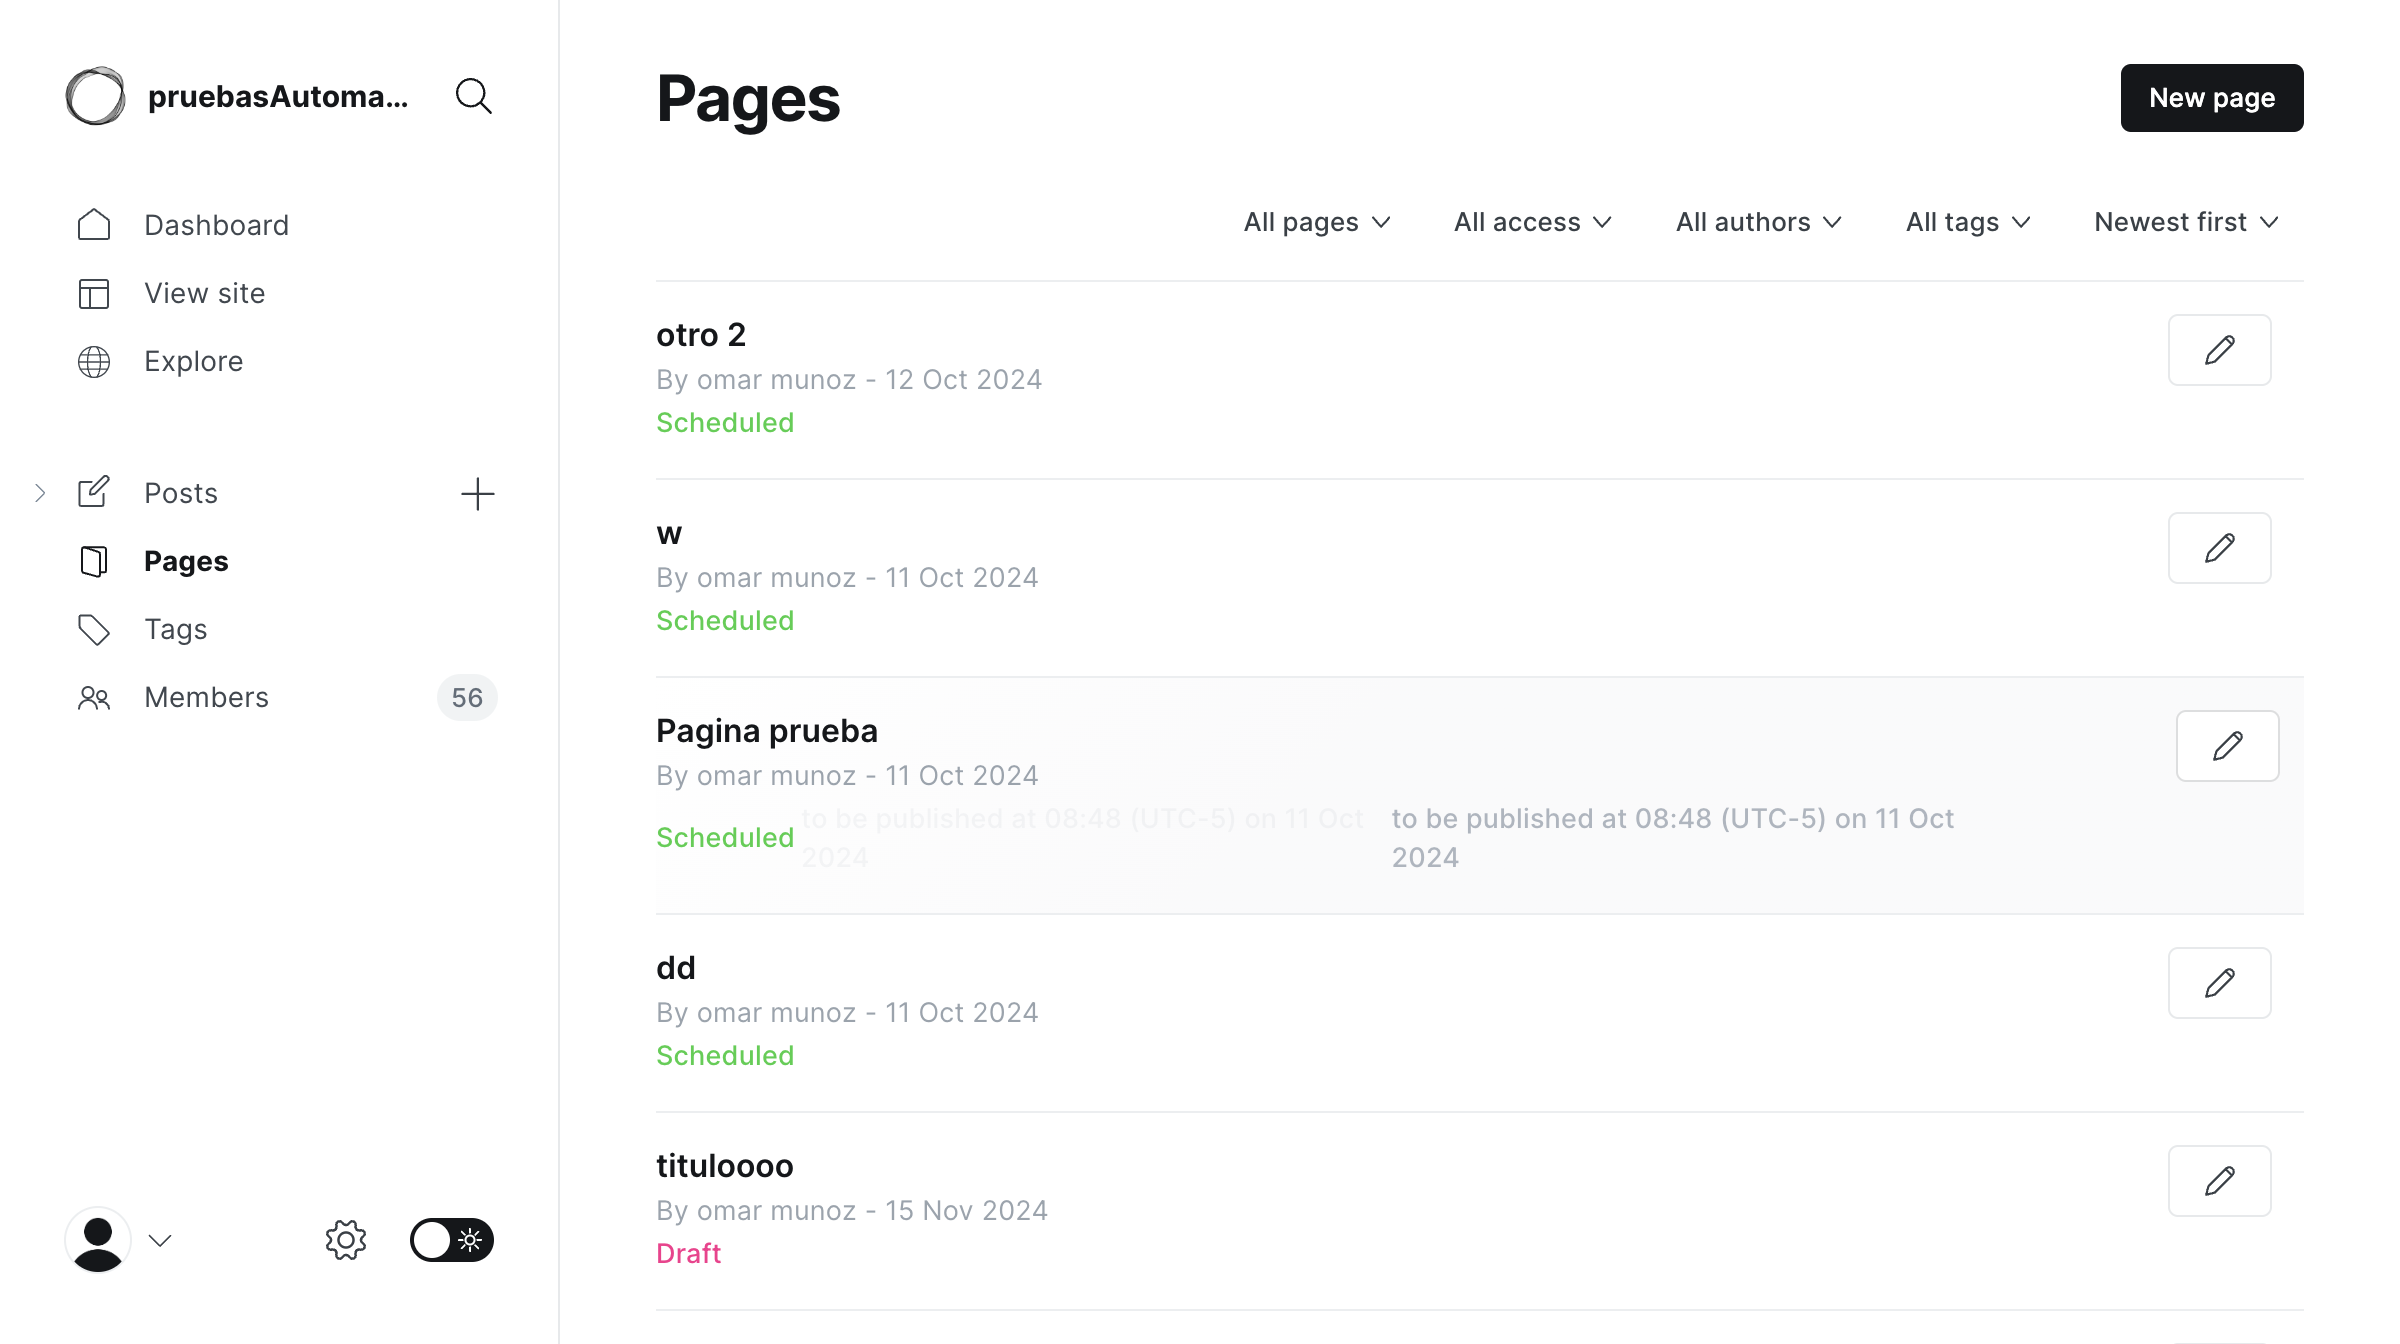 pruebasAutoma...
Dashboard
View site
Explore
Posts
Pages
Tags
Members 56
Pages
New page
All pages All access All authors All tags Newest first
otro 2
By omar munoz - 12 Oct 2024
Scheduled
w
By omar munoz - 11 Oct 2024
Scheduled
Pagina prueba
By omar munoz - 11 Oct 2024
Scheduled
to be published at 08:48 (UTC-5) on 11 Oct
2024
to be published at 08:48 (UTC-5) on 11 Oct
2024
dd
By omar munoz - 11 Oct 2024
Scheduled
tituloooo
By omar munoz - 15 Nov 2024
Draft